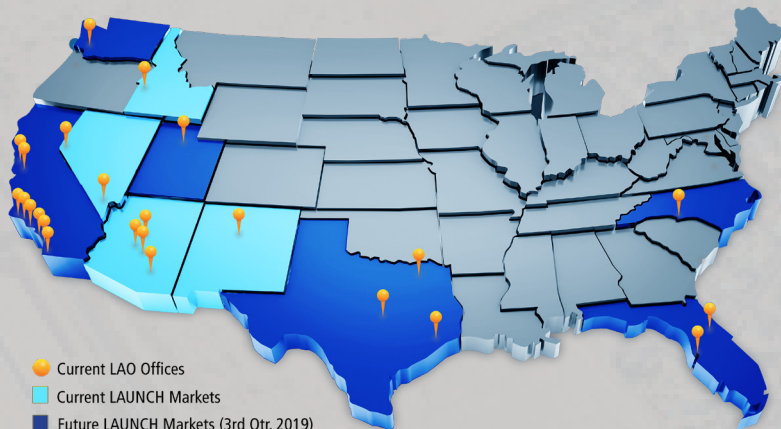 Current LAO Offices
Current LAUNCH Markets
Future LAUNCH Markets (3rd Qtr. 2019)